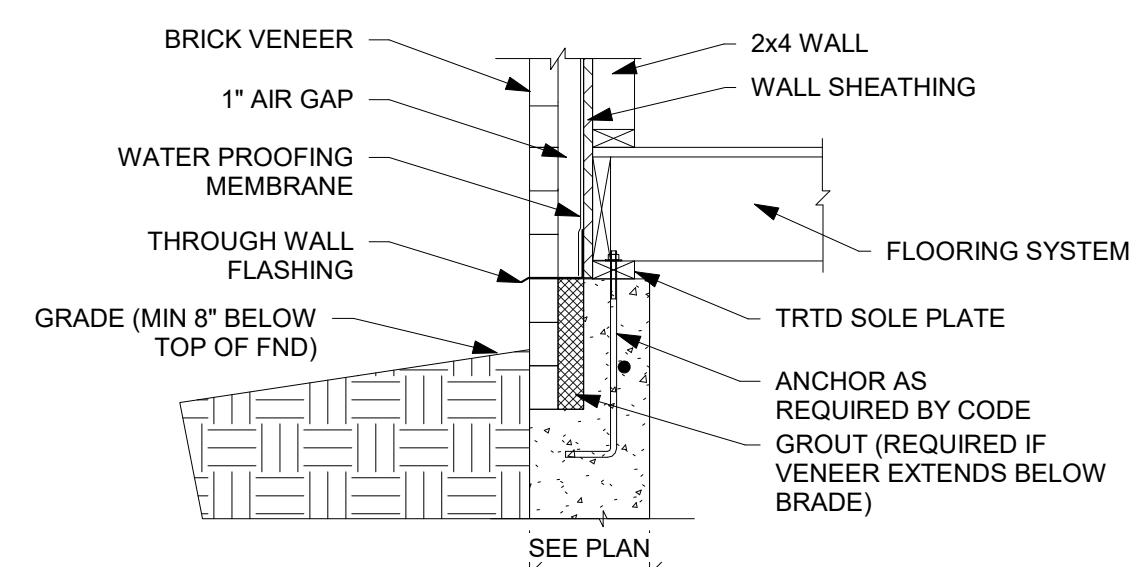 BRICK VENEER
1" AIR GAP
WATER PROOFING
MEMBRANE
THROUGH WALL
FLASHING
GRADE (MIN 8" BELOW
TOP OF FND)
2x4 WALL
WALL SHEATHING
FLOORING SYSTEM
TRTD SOLE PLATE
ANCHOR AS
REQUIRED BY CODE
GROUT (REQUIRED IF
VENEER EXTENDS BELOW
BRADE)
SEE PLAN